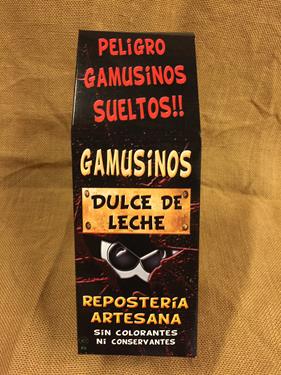 PELIGRO
GAMUSINOS
SUELTOS!!
GAMUSINOS
DULCE DE
LECHE
REPOSTERÍA
ARTESANA
SIN COLORANTES
NI CONSERVANTES